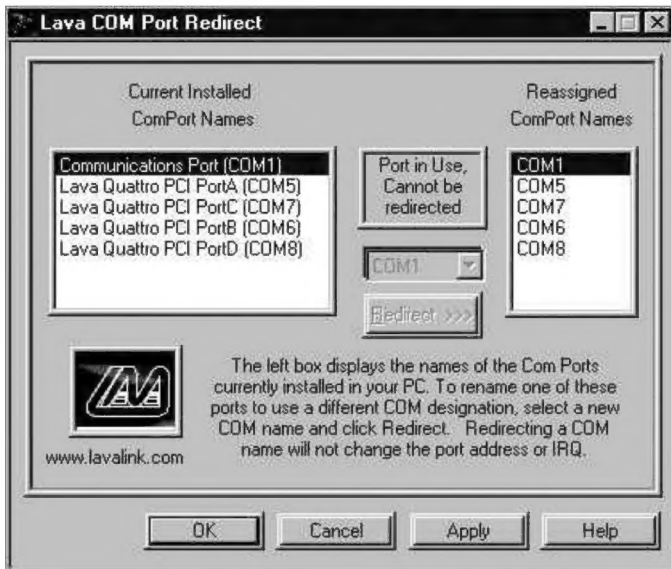 Lava COM Port Redirect
Current Installed
ComPort Names
Reassigned
ComPort Names
Communications Port (COM1)
Lava Quattro PCI PortA (COM5)
Lava Quattro PCI PortC (COM7)
Lava Quattro PCI PortB (COM6)
Lava Quattro PCI PortD (COM8)
Port in Use,
Cannot be
redirected
COM1
Redirect >>>
COM1
COM5
COM7
COM6
COM8
LAVA
www.lavalink.com
The left box displays the names of the Com Ports
currently installed in your PC. To rename one of these
ports to use a different COM designation, select a new
COM name and click Redirect. Redirecting a COM
name will not change the port address or IRQ.
OK
Cancel
Apply
Help